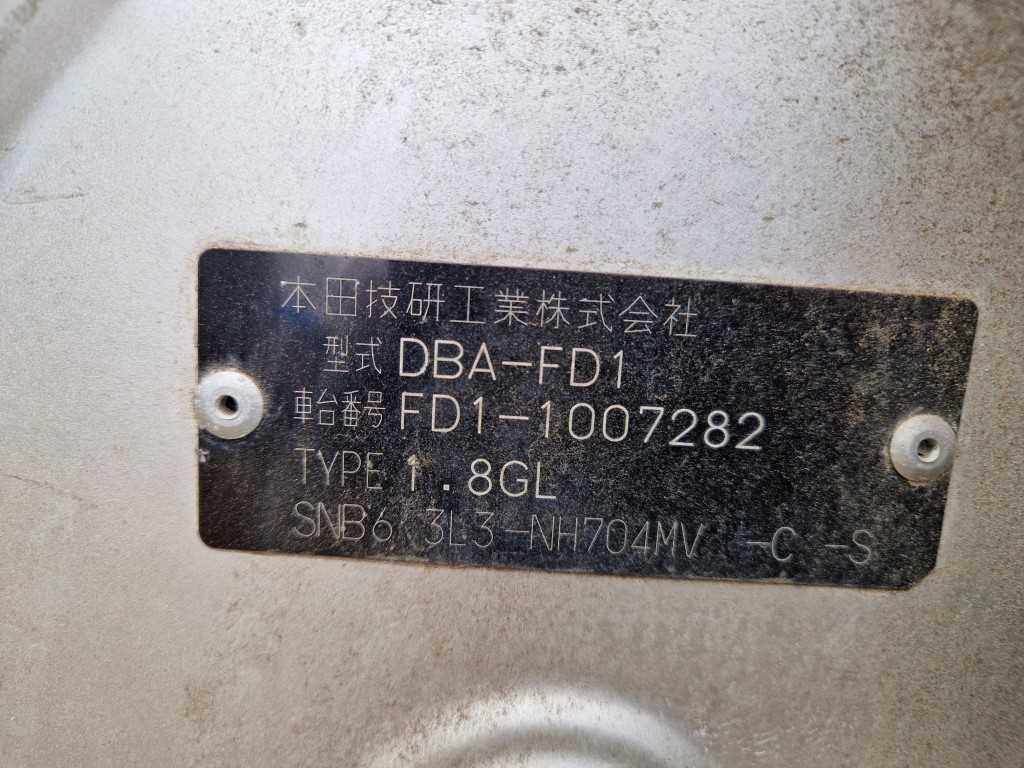 本田技研工業株式会社
型式 DBA-FD1
車台番号 FD1-1007282
TYPE 1.8GL
SNB6 3L3-NH704MV -C -S